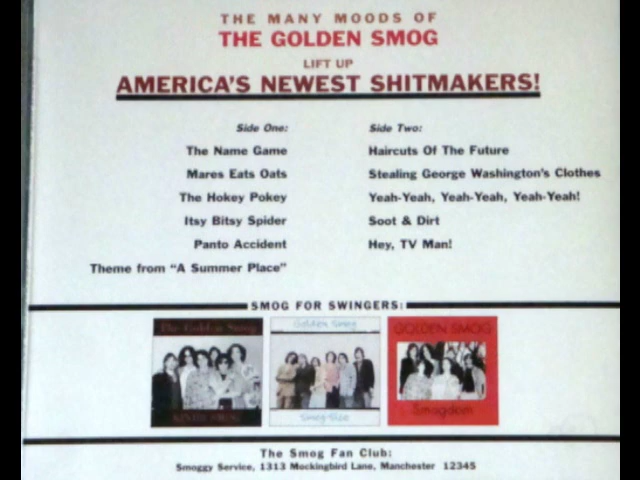 THE MANY MOODS OF
THE GOLDEN SMOG
LIFT UP
AMERICA'S NEWEST SHITMAKERS!
Side One:
The Name Game
Mares Eats Oats
The Hokey Pokey
Itsy Bitsy Spider
Panto Accident
Theme from "A Summer Place"
Side Two:
Haircuts Of The Future
Stealing George Washington's Clothes
Yeah-Yeah, Yeah-Yeah, Yeah-Yeah!
Soot & Dirt
Hey, TV Man!
SMOG FOR SWINGERS:
The Golden Smog
Golden Smog
Smog-Size
GOLDEN SMOG
Smogdom
The Smog Fan Club:
Smoggy Service, 1313 Mockingbird Lane, Manchester 12345